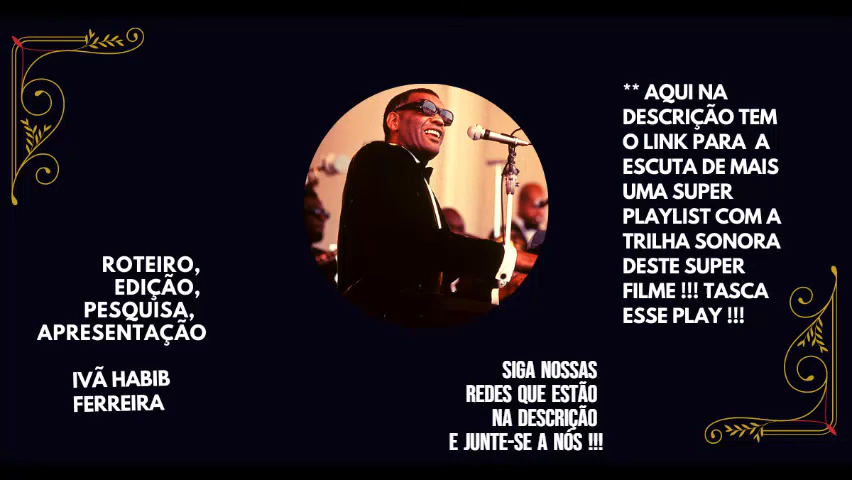 ROTEIRO,
EDIÇÃO,
PESQUISA,
APRESENTAÇÃO
IVÃ HABIB
FERREIRA
** AQUI NA
DESCRIÇÃO TEM
O LINK PARA A
ESCUTA DE MAIS
UMA SUPER
PLAYLIST COM A
TRILHA SONORA
DESTE SUPER
FILME !!! TASCA
ESSE PLAY !!!
SIGA NOSSAS
REDES QUE ESTÃO
NA DESCRIÇÃO
E JUNTE-SE A NÓS !!!